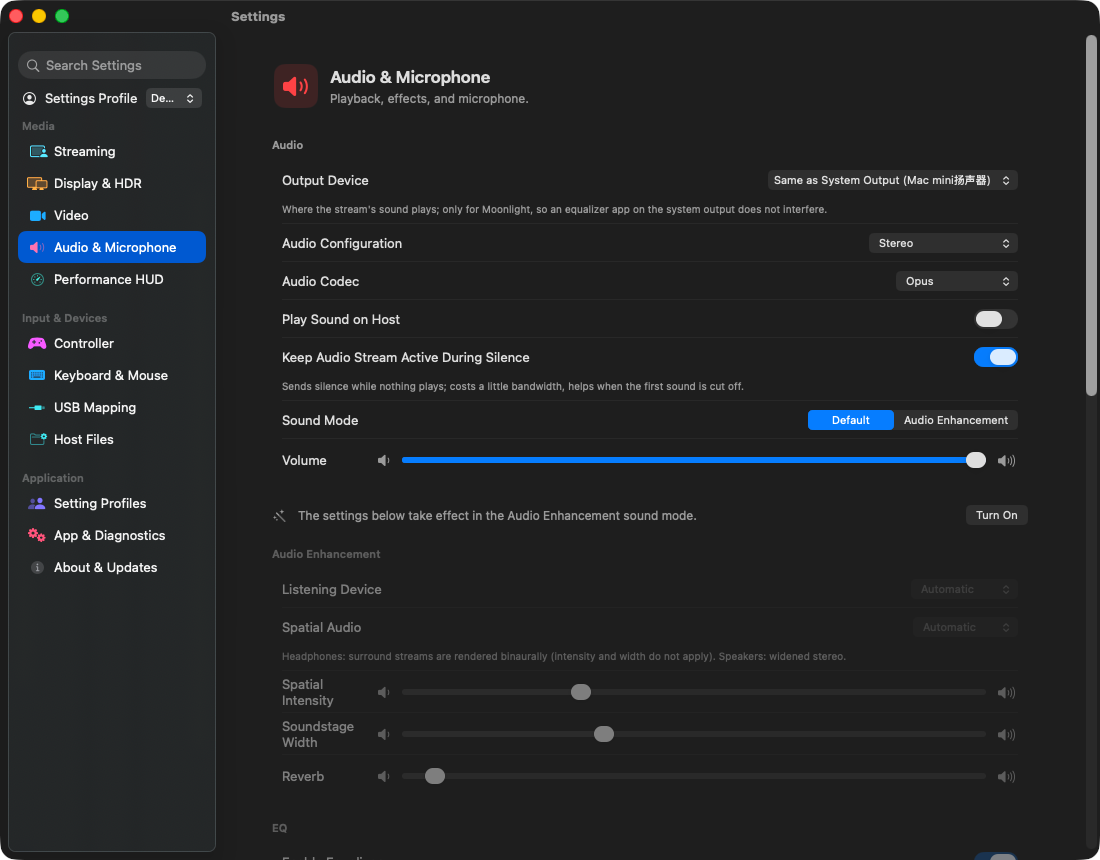 Settings
Search Settings
Settings Profile De...
Media
Streaming
Display & HDR
Video
Audio & Microphone
Performance HUD
Input & Devices
Controller
Keyboard & Mouse
USB Mapping
Host Files
Application
Setting Profiles
App & Diagnostics
About & Updates
Audio & Microphone
Playback, effects, and microphone.
Audio
Output Device Same as System Output (Mac mini扬声器)
Where the stream's sound plays; only for Moonlight, so an equalizer app on the system output does not interfere.
Audio Configuration Stereo
Audio Codec Opus
Play Sound on Host
Keep Audio Stream Active During Silence
Sends silence while nothing plays; costs a little bandwidth, helps when the first sound is cut off.
Sound Mode Default Audio Enhancement
Volume
The settings below take effect in the Audio Enhancement sound mode. Turn On
Audio Enhancement
Listening Device Automatic
Spatial Audio Automatic
Headphones: surround streams are rendered binaurally (intensity and width do not apply). Speakers: widened stereo.
Spatial
Intensity
Soundstage
Width
Reverb
EQ